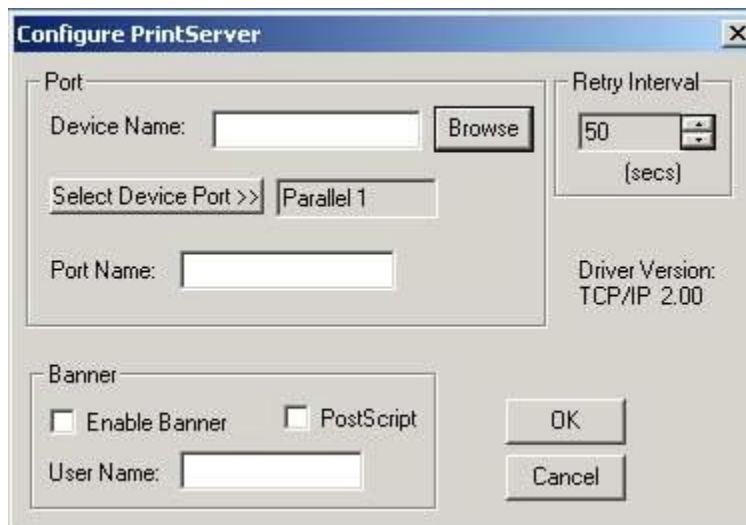 Configure PrintServer
Port
Device Name:
Browse
Select Device Port >>
Parallel 1
Port Name:
Retry Interval
50
(secs)
Driver Version:
TCP/IP 2.00
Banner
Enable Banner
PostScript
User Name:
OK
Cancel